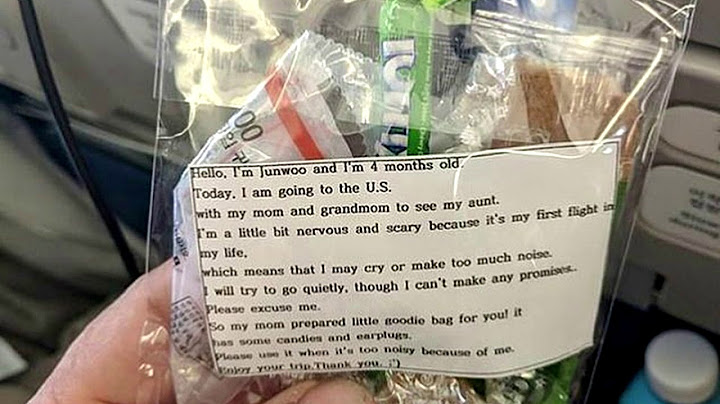 Hello, I'm Junwoo and I'm 4 months old
Today, I am going to the U.S.
with my mom and grandmom to see my aunt.
I'm a little bit nervous and scary because it's my first flight in
my life,
which means that I may cry or make too much noise.
I will try to go quietly, though I can't make any promises..
Please excuse me.
So my mom prepared little goodie bag for you! it
has some candies and earplugs.
Please use it when it's too noisy because of me.
Enjoy your trip.Thank you. :')